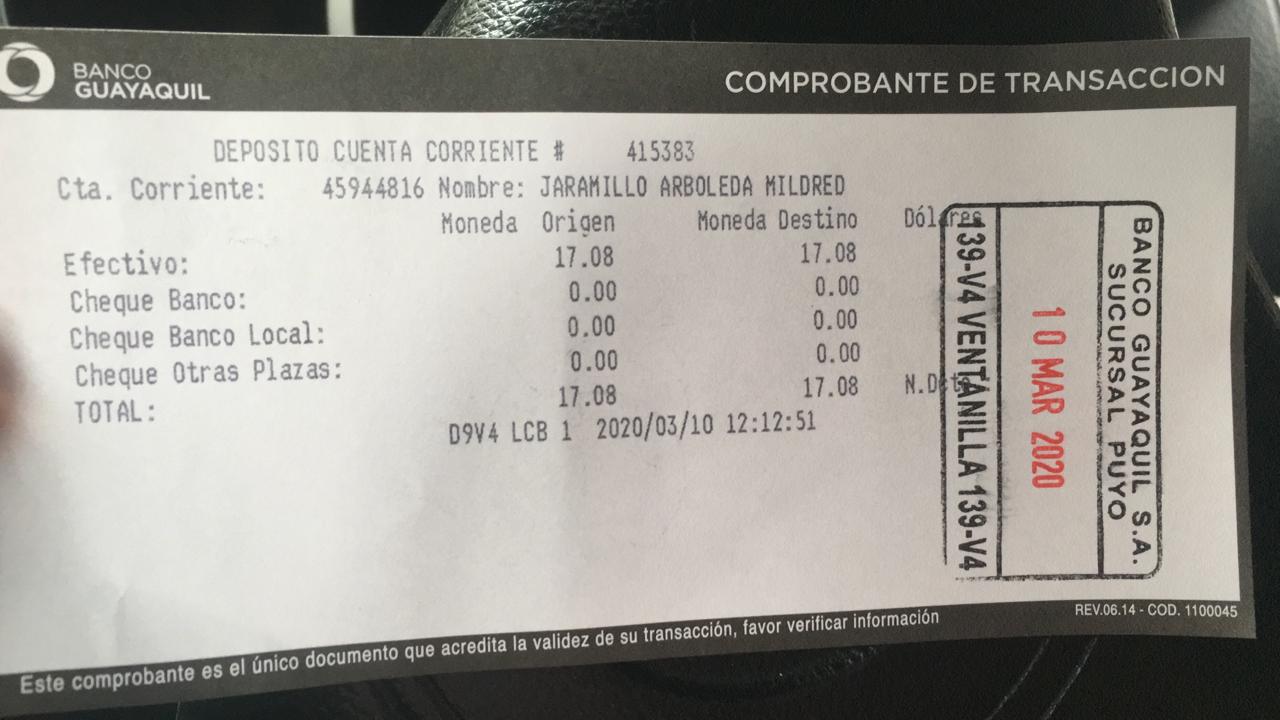 BANCO
GUAYAQUIL
COMPROBANTE DE TRANSACCION
DEPOSITO CUENTA CORRIENTE # 415383
Cta. Corriente: 45944816 Nombre: JARAMILLO ARBOLEDA MILDRED
Moneda Origen Moneda Destino Dólares
Efectivo: 17.08 17.08
Cheque Banco: 0.00 0.00
Cheque Banco Local: 0.00 0.00
Cheque Otras Plazas: 0.00 0.00
TOTAL: 17.08 17.08
D9V4 LCB 1 2020/03/10 12:12:51
BANCO GUAYAQUIL S.A.
SUCURSAL PUYO
10 MAR 2020
139-V4 VENTANILLA 139-V4
REV.06.14 - COD. 1100045
Este comprobante es el único documento que acredita la validez de su transacción, favor verificar información